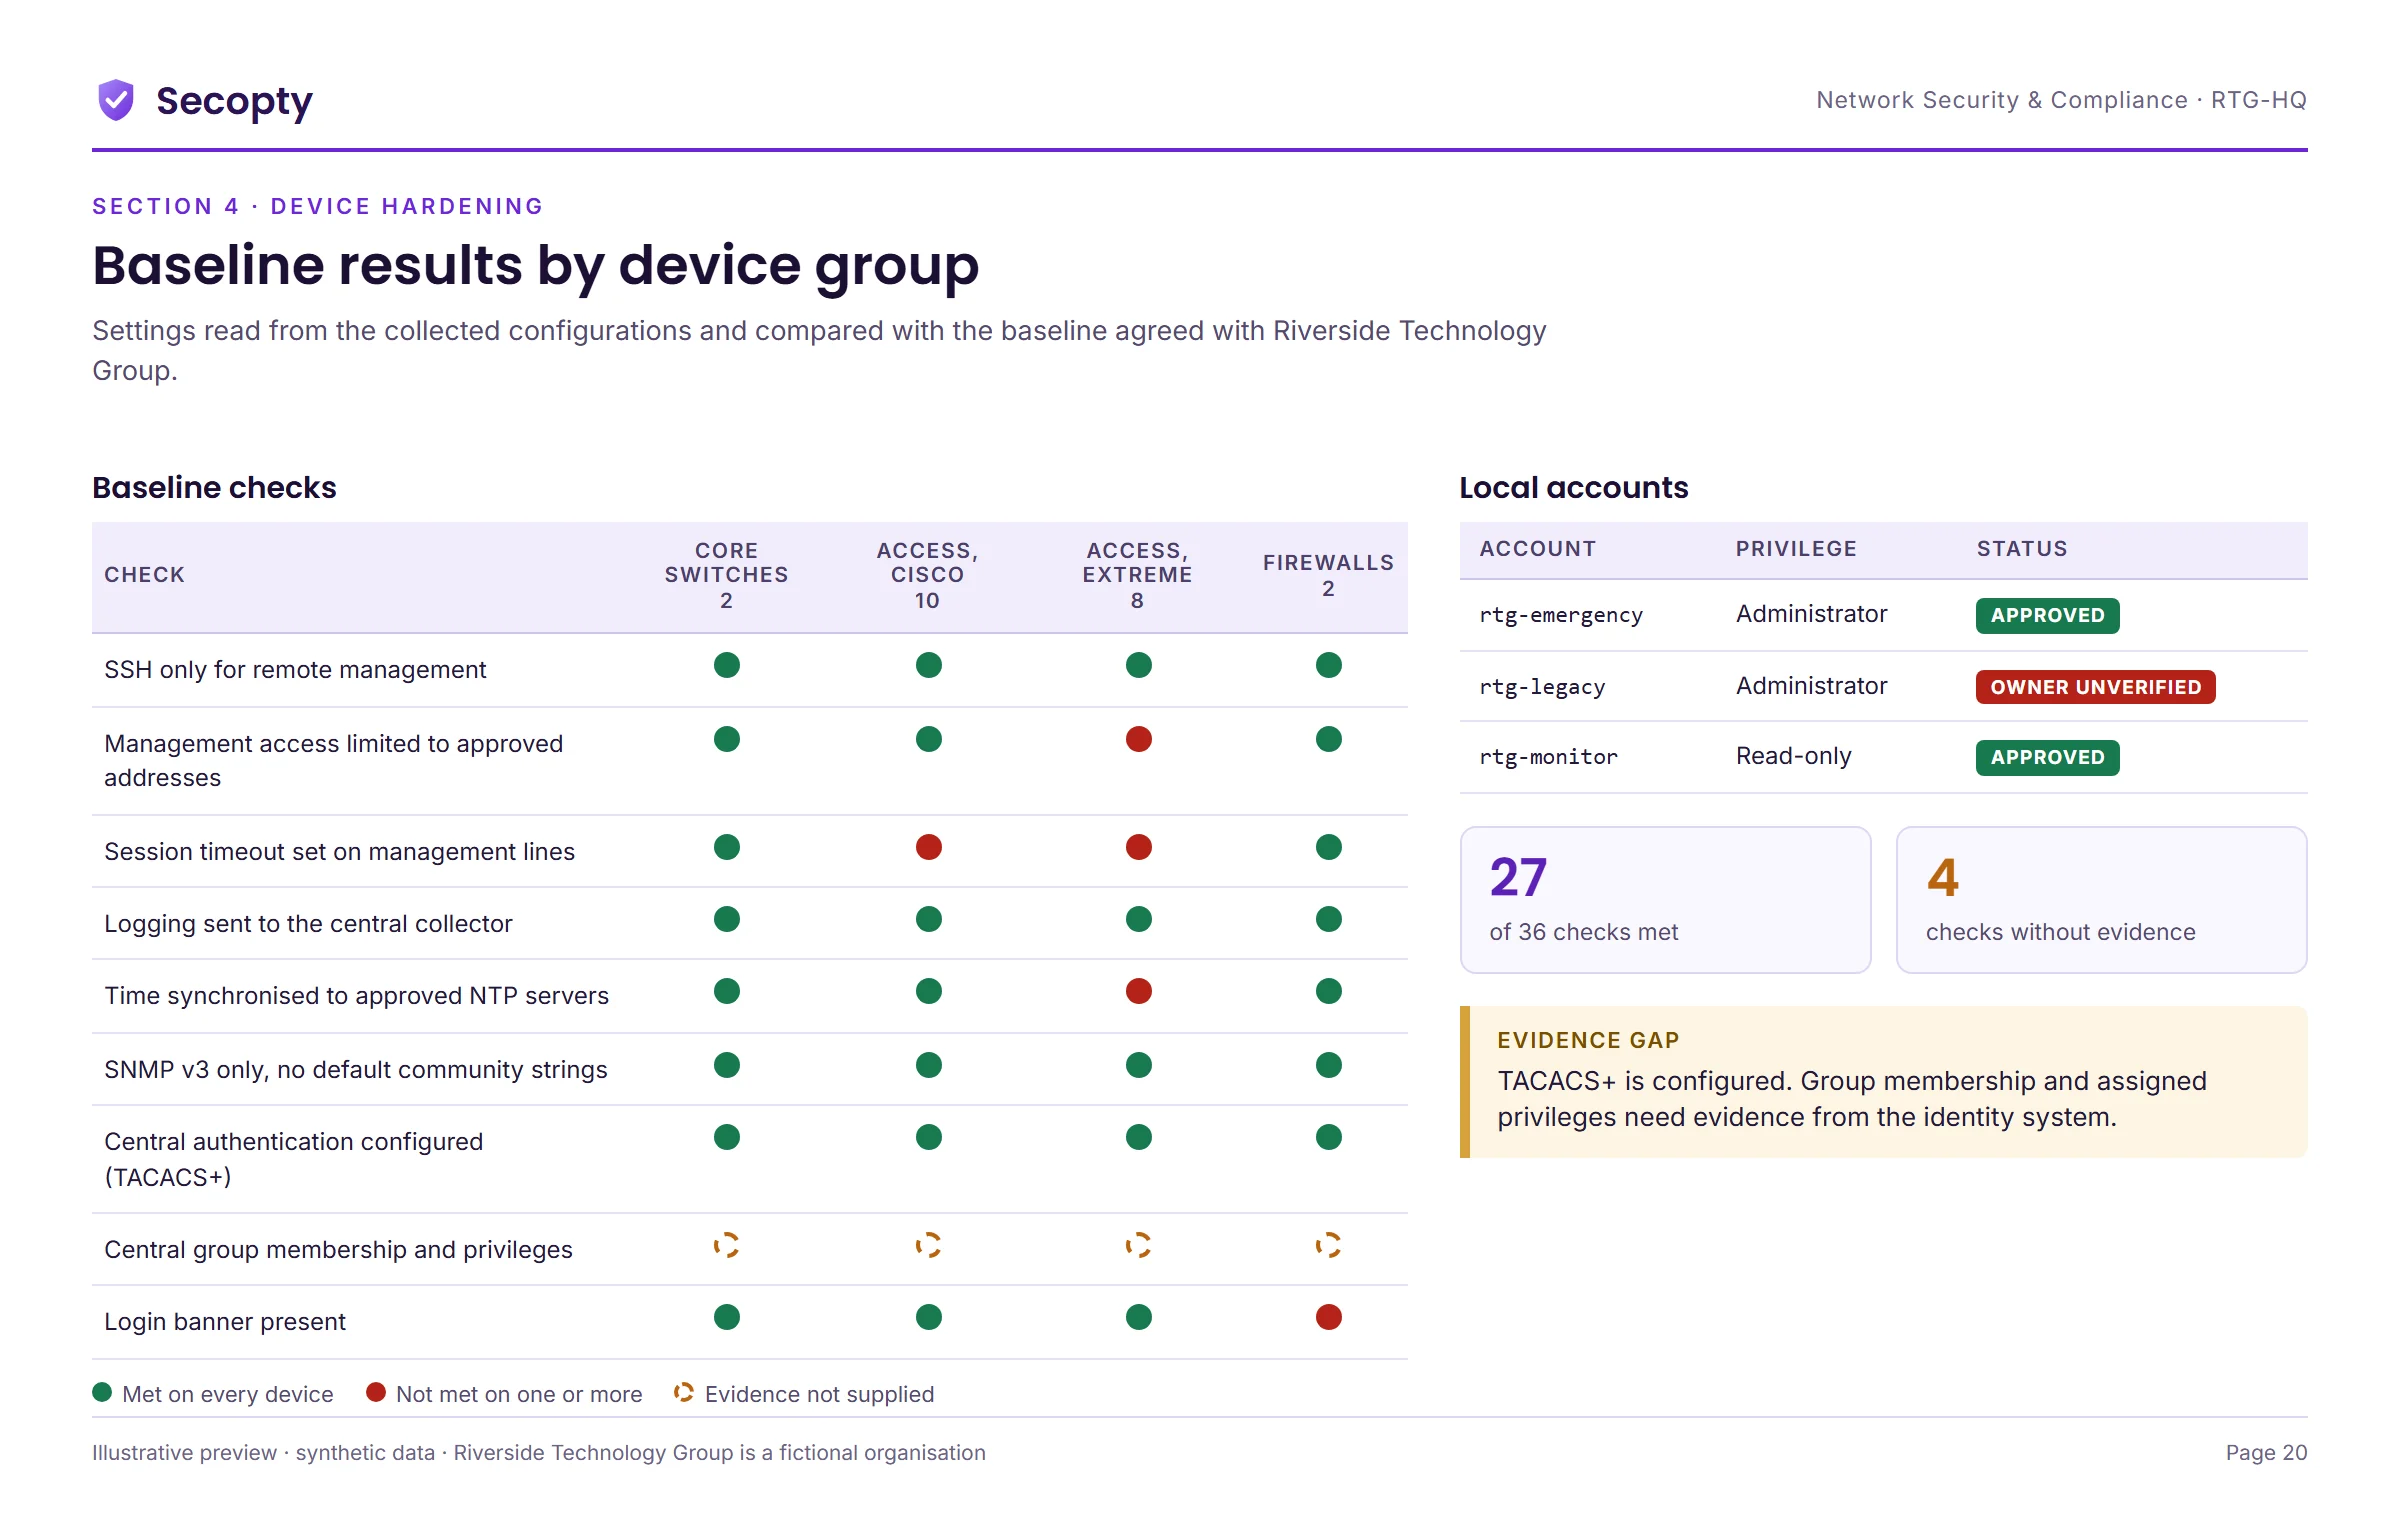 Secopty
Network Security & Compliance · RTG-HQ
SECTION 4 · DEVICE HARDENING
Baseline results by device group
Settings read from the collected configurations and compared with the baseline agreed with Riverside Technology
Group.
Baseline checks
CHECK
CORE
SWITCHES
2
ACCESS,
CISCO
10
ACCESS,
EXTREME
8
FIREWALLS
2
SSH only for remote management
Management access limited to approved
addresses
Session timeout set on management lines
Logging sent to the central collector
Time synchronised to approved NTP servers
SNMP v3 only, no default community strings
Central authentication configured
(TACACS+)
Central group membership and privileges
Login banner present
Met on every device
Not met on one or more
Evidence not supplied
Local accounts
ACCOUNT PRIVILEGE STATUS
rtg-emergency Administrator APPROVED
rtg-legacy Administrator OWNER UNVERIFIED
rtg-monitor Read-only APPROVED
27
of 36 checks met
4
checks without evidence
EVIDENCE GAP
TACACS+ is configured. Group membership and assigned
privileges need evidence from the identity system.
Illustrative preview · synthetic data · Riverside Technology Group is a fictional organisation
Page 20